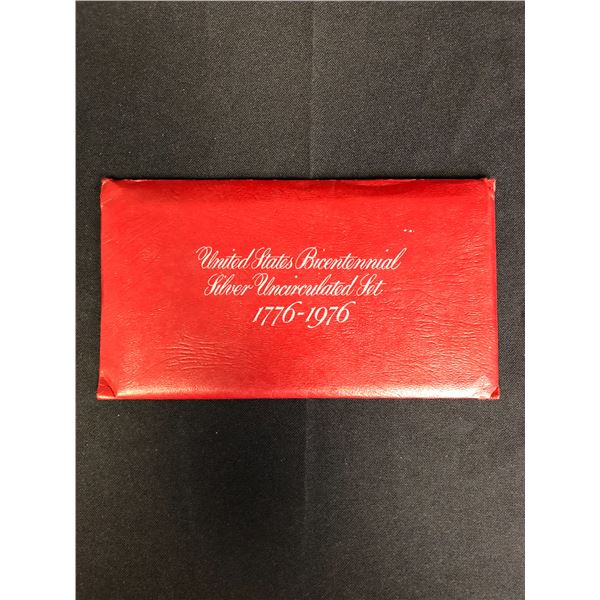 United States Bicentennial
Silver Uncirculated Set
1776-1976